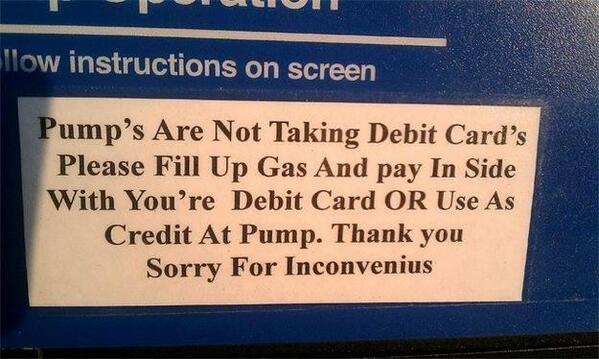 Operation
llow instructions on screen
Pump's Are Not Taking Debit Card's
Please Fill Up Gas And pay In Side
With You're Debit Card OR Use As
Credit At Pump. Thank you
Sorry For Inconvenius